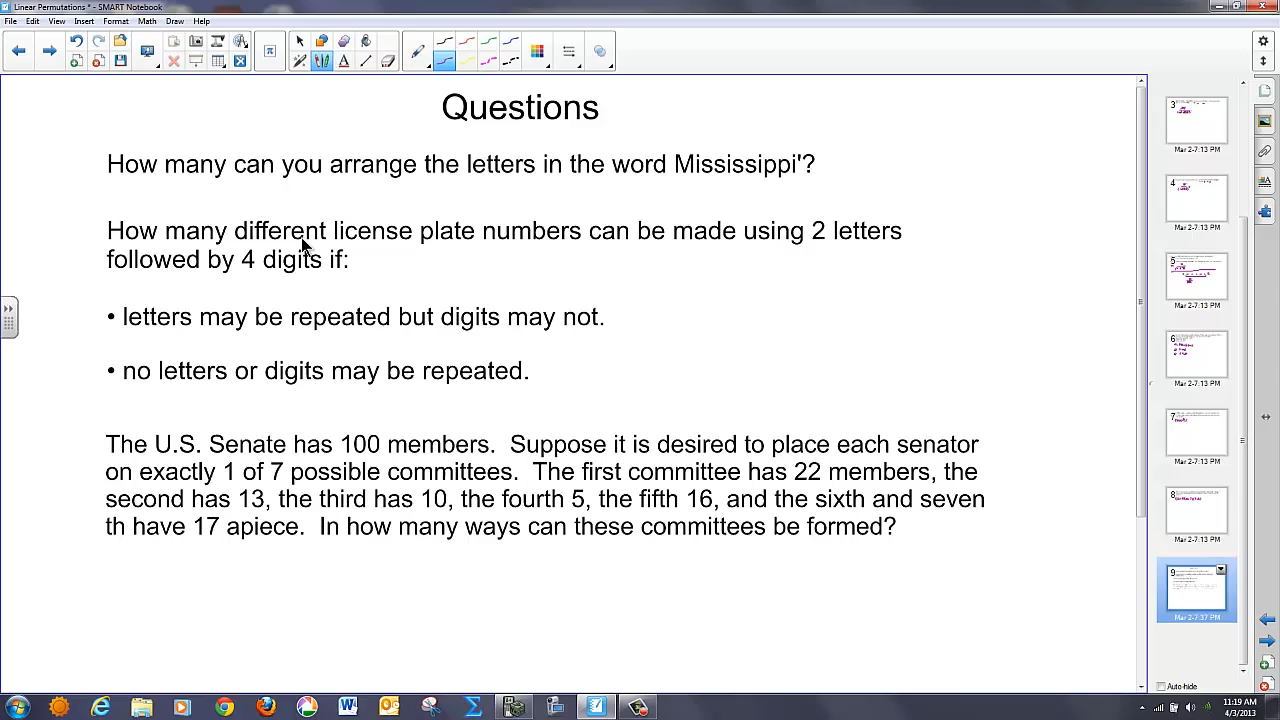 Linear Permutations * - SMART Notebook
File Edit View Insert Format Math Draw Help
Questions
How many can you arrange the letters in the word Mississippi'?
How many different license plate numbers can be made using 2 letters
followed by 4 digits if:
• letters may be repeated but digits may not.
• no letters or digits may be repeated.
The U.S. Senate has 100 members. Suppose it is desired to place each senator
on exactly 1 of 7 possible committees. The first committee has 22 members, the
second has 13, the third has 10, the fourth 5, the fifth 16, and the sixth and seven
th have 17 apiece. In how many ways can these committees be formed?
3
Mar 2-7:13 PM
4
Mar 2-7:13 PM
5
Mar 2-7:13 PM
6
Mar 2-7:13 PM
7
Mar 2-7:13 PM
8
Mar 2-7:13 PM
9
Mar 2-7:37 PM
Auto-hide
11:19 AM
4/3/2013